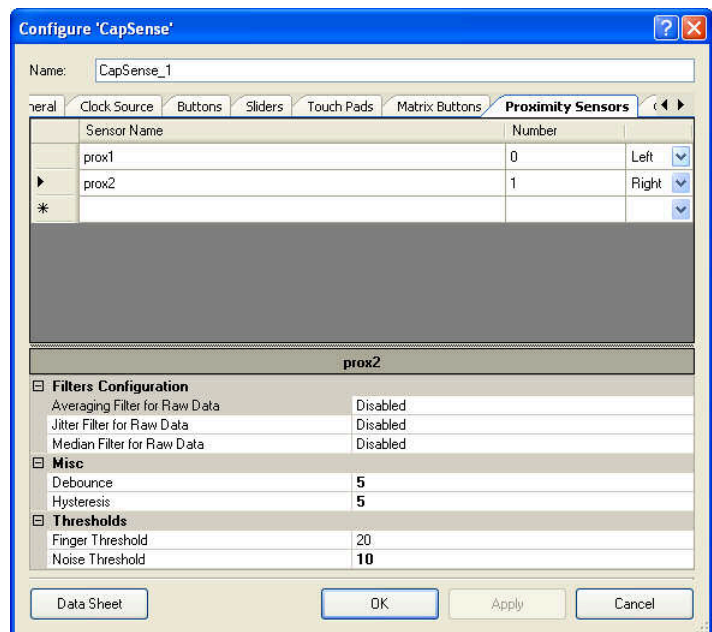 Configure 'CapSense'
Name: CapSense_1
neral Clock Source Buttons Sliders Touch Pads Matrix Buttons Proximity Sensors
Sensor Name Number
prox1 0 Left
prox2 1 Right
prox2
Filters Configuration
Averaging Filter for Raw Data Disabled
Jitter Filter for Raw Data Disabled
Median Filter for Raw Data Disabled
Misc
Debounce 5
Hysteresis 5
Thresholds
Finger Threshold 20
Noise Threshold 10
Data Sheet OK Apply Cancel